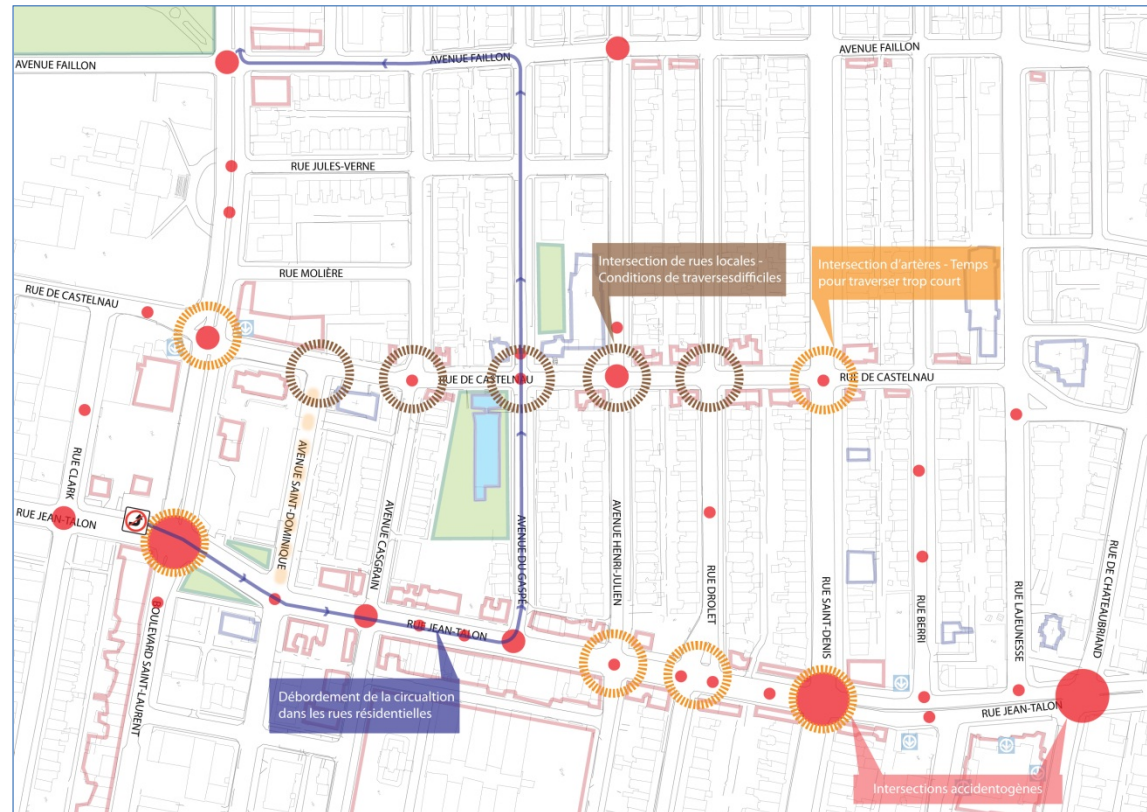 AVENUE FAILLON
AVENUE FAILLON
AVENUE FAILLON
RUE JULES-VERNE
RUE MOLIÈRE
Intersection de rues locales -
Conditions de traversesdifficiles
Intersection d'artères - Temps
pour traverser trop court
RUE DE CASTELNAU
RUE DE CASTELNAU
RUE DE CASTELNAU
RUE CLARK
AVENUE SAINT-DOMINIQUE
AVENUE CASGRAIN
AVENUE DU GASPÉ
AVENUE HENRI-JULIEN
RUE DROLET
RUE SAINT-DENIS
RUE BERRI
RUE LAJEUNESSE
RUE DE CHATEAUBRIAND
RUE JEAN-TALON
BOULEVARD SAINT-LAURENT
RUE JEAN-TALON
RUE JEAN-TALON
Débordement de la circualtion
dans les rues résidentielles
Intersections accidentogènes